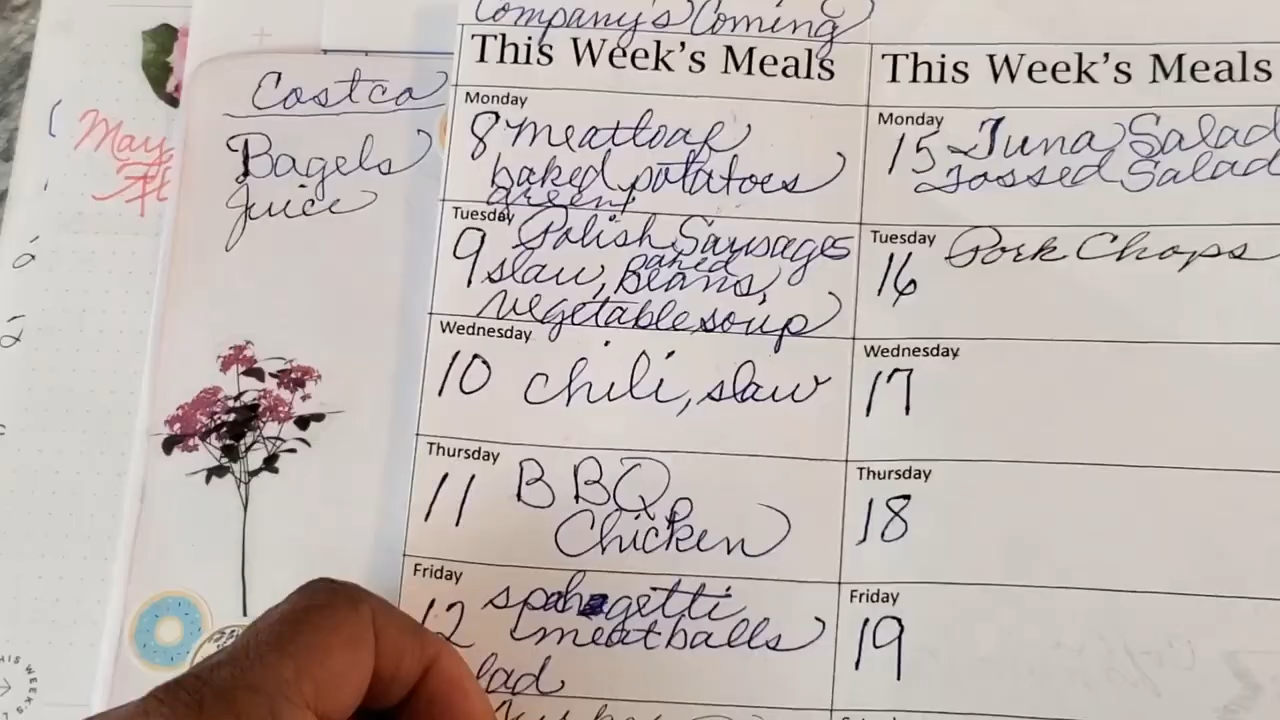 Company's Coming
This Week's Meals
Monday
8 meatloaf
baked potatoes
green
Tuesday
9 Polish Sausages
slaw, Baked Beans,
vegetable soup
Wednesday
10 chili, slaw
Thursday
11 BBQ
Chicken
Friday
12 spahgetti
meatballs
lad
This Week's Meals
Monday
15 Tuna Salad
Tossed Salad
Tuesday
16 Pork Chops
Wednesday
17
Thursday
18
Friday
19
Costco
Bagels
Juice
May